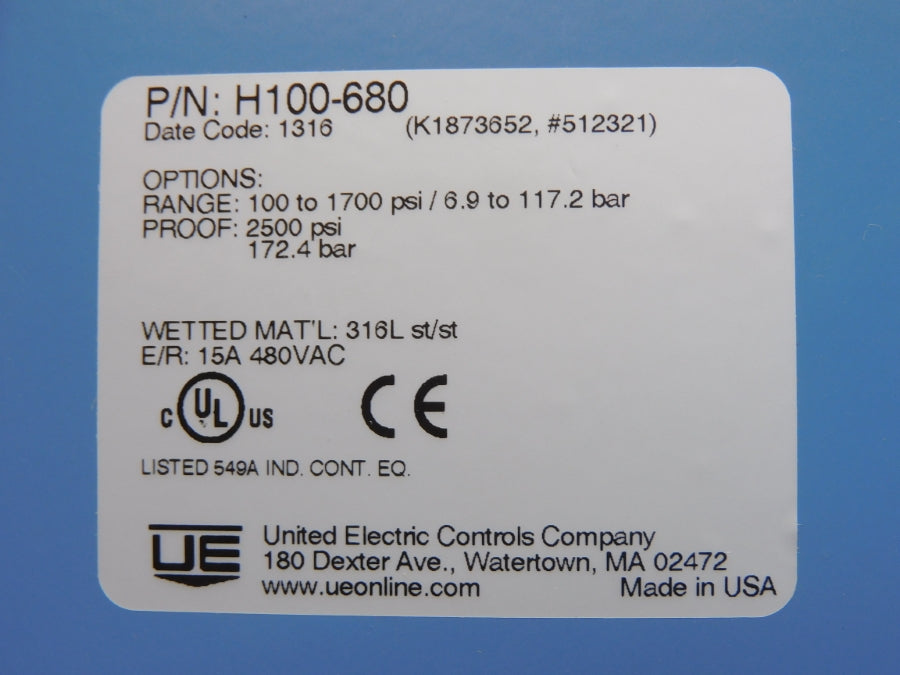 P/N: H100-680
Date Code: 1316 (K1873652, #512321)
OPTIONS:
RANGE: 100 to 1700 psi / 6.9 to 117.2 bar
PROOF: 2500 psi
172.4 bar
WETTED MAT'L: 316L st/st
E/R: 15A 480VAC
C UL US CE
LISTED 549A IND. CONT. EQ.
UE United Electric Controls Company
180 Dexter Ave., Watertown, MA 02472
www.ueonline.com Made in USA